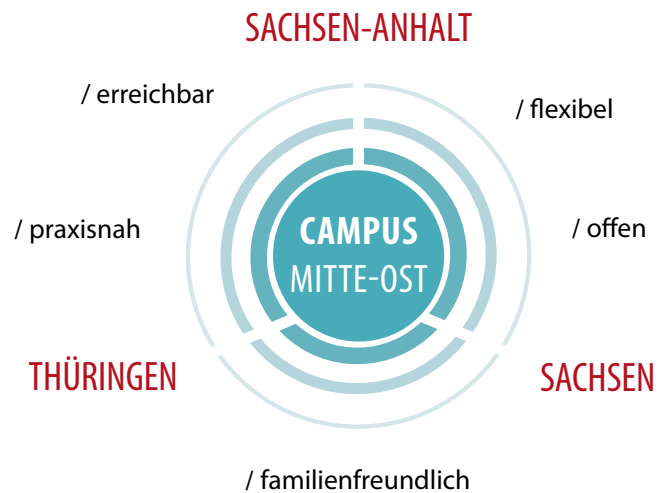 SACHSEN-ANHALT
/ erreichbar
/ flexibel
/ praxisnah
/ offen
CAMPUS
MITTE-OST
THÜRINGEN
SACHSEN
/ familienfreundlich